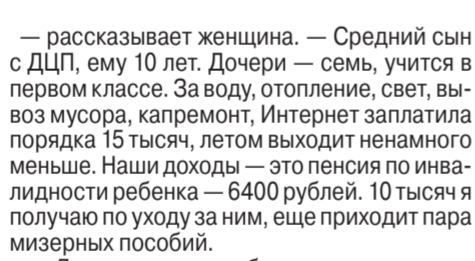 — рассказывает женщина. — Средний сын
с ДЦП, ему 10 лет. Дочери — семь, учится в
первом классе. За воду, отопление, свет, вы-
воз мусора, капремонт, Интернет заплатила
порядка 15 тысяч, летом выходит ненамного
меньше. Наши доходы — это пенсия по инва-
лидности ребенка — 6400 рублей. 10 тысяч я
получаю по уходу за ним, еще приходит пара
мизерных пособий.